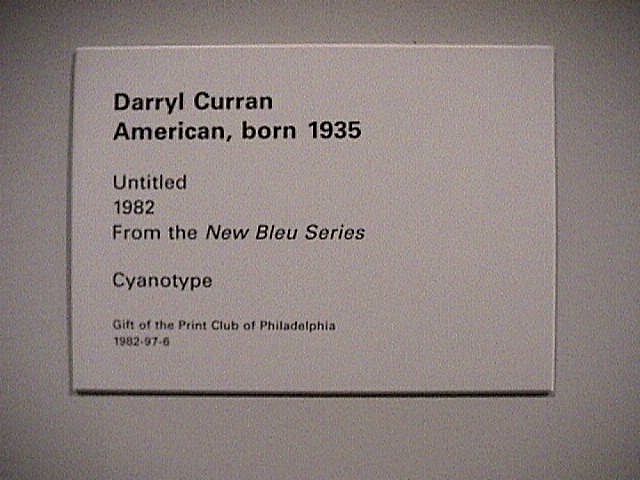 Darryl Curran
American, born 1935
Untitled
1982
From the New Bleu Series
Cyanotype
Gift of the Print Club of Philadelphia
1982-97-6